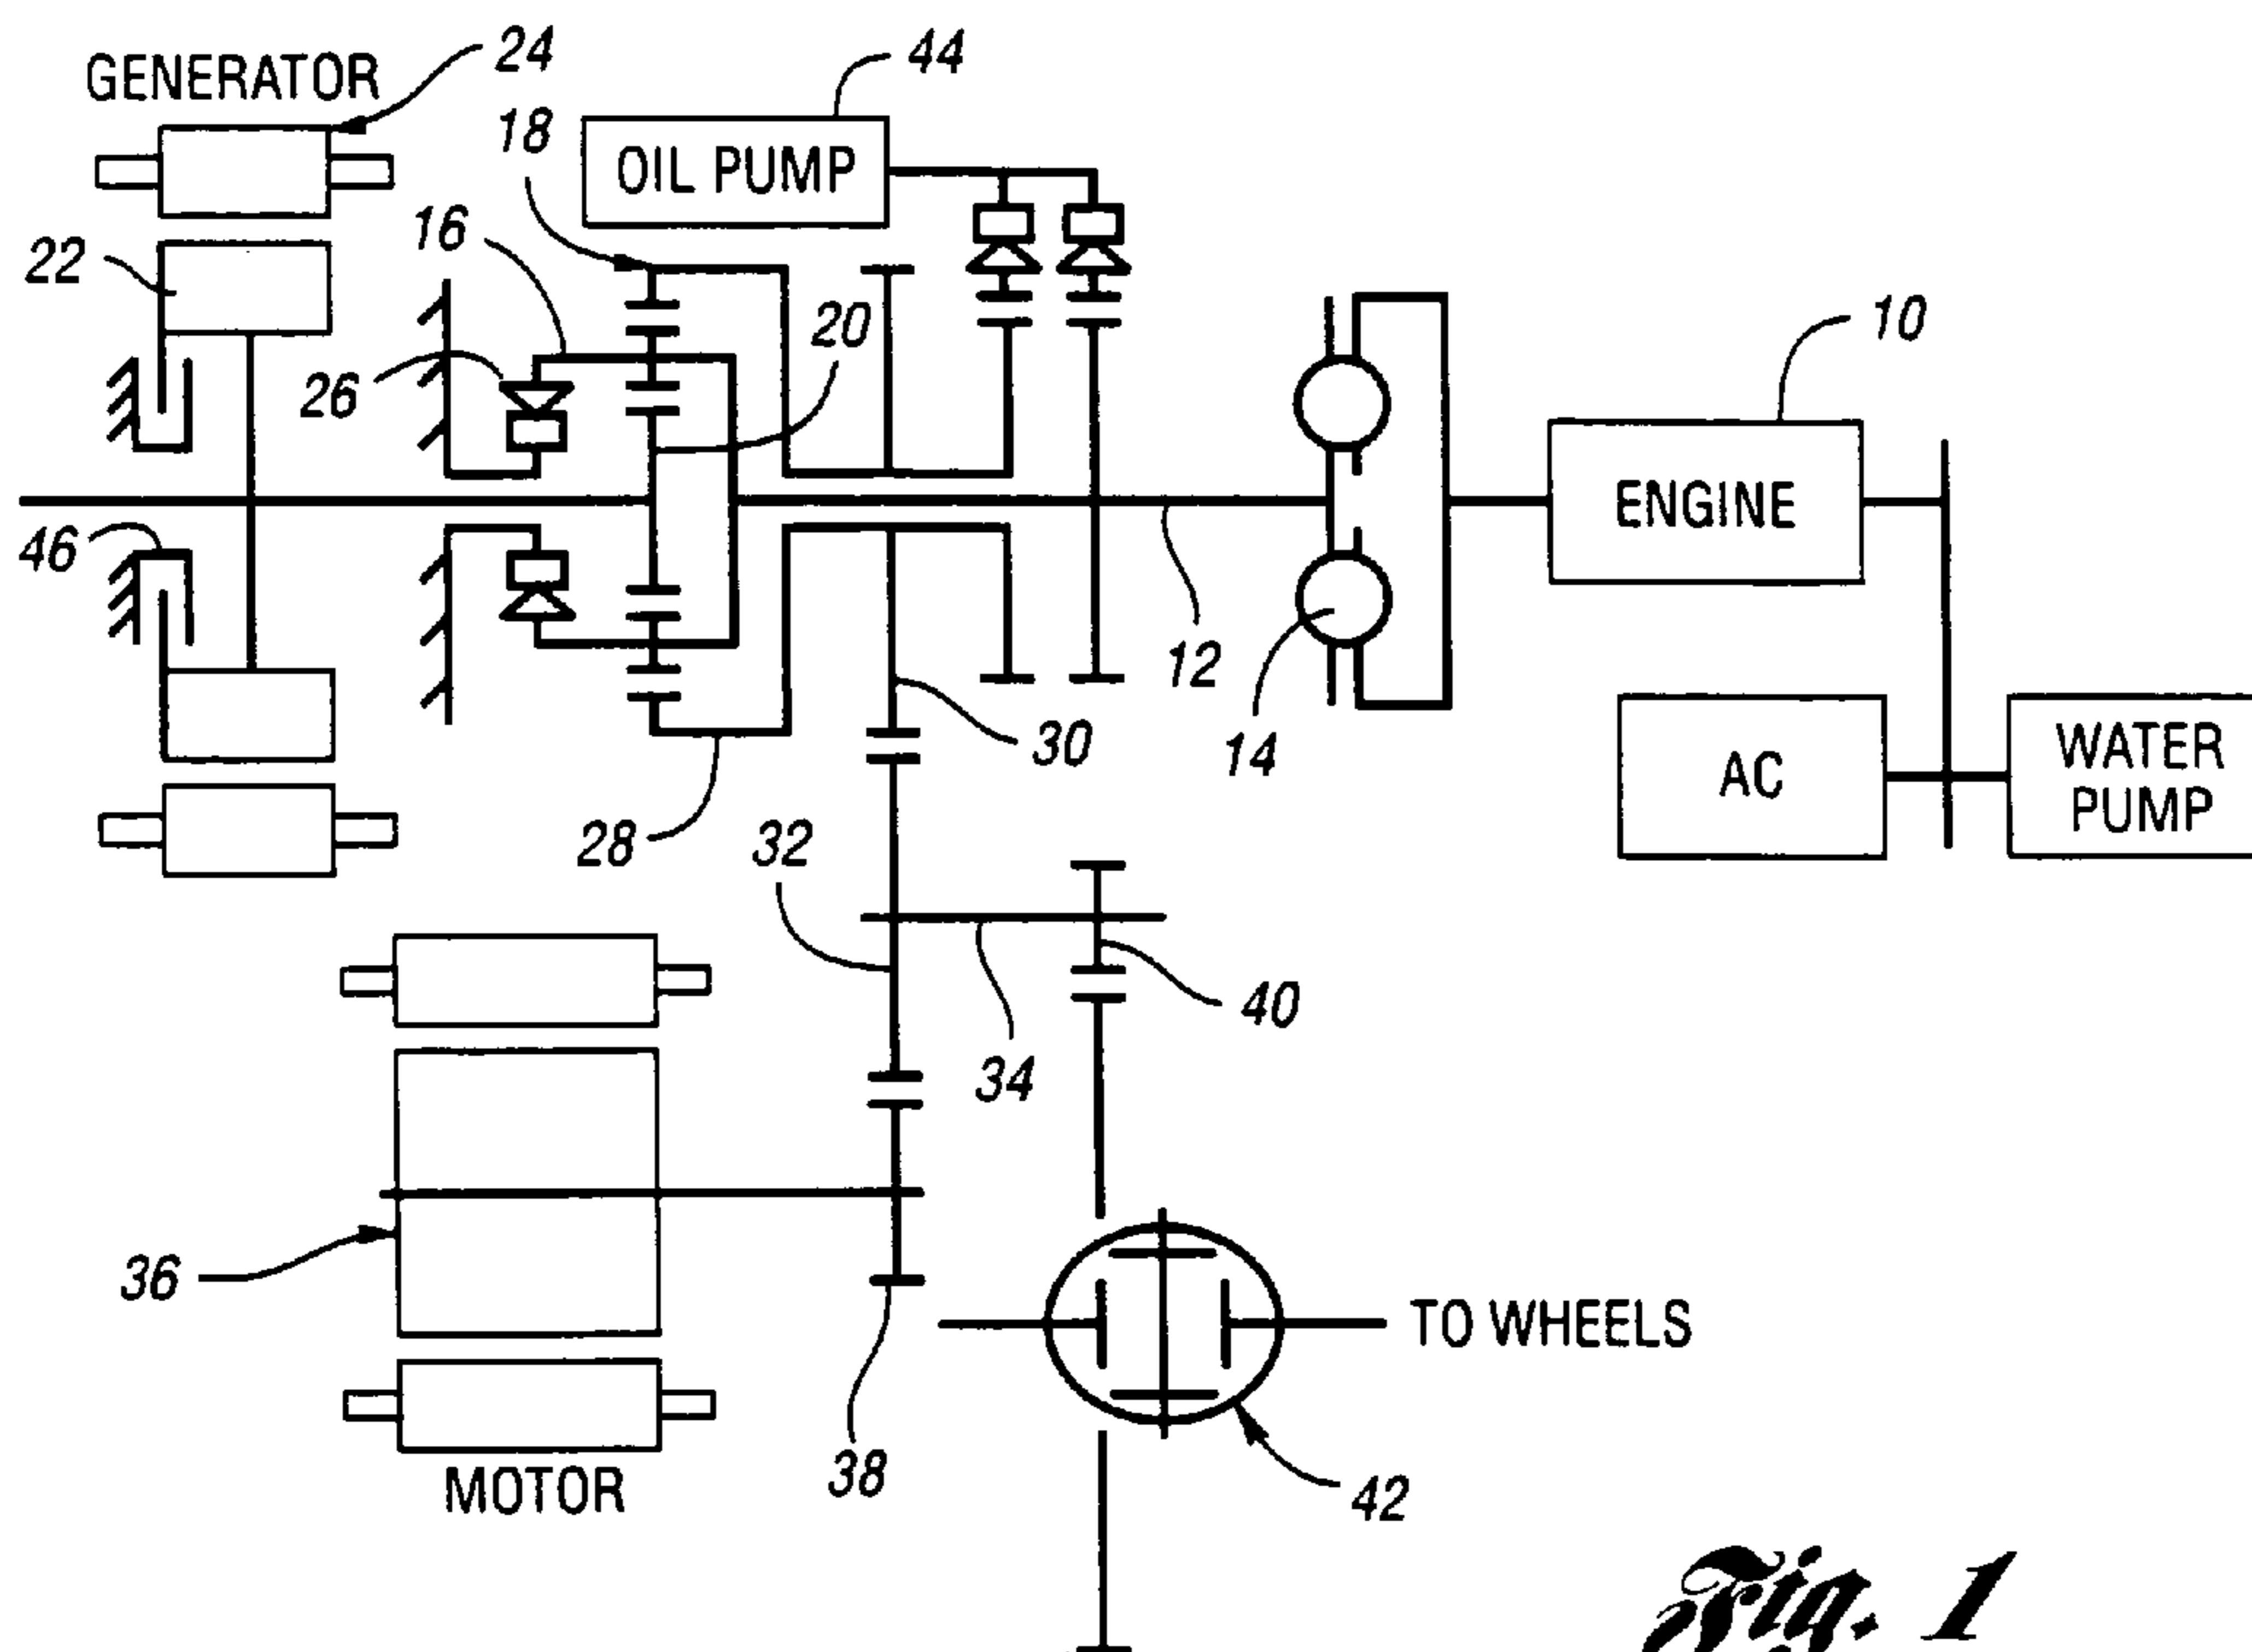 GENERATOR
24
44
18
OIL PUMP
16
22
20
10
26
ENGINE
46
12
30
14
WATER
AC
PUMP
28
32
40
34
36
TO WHEELS
38
42
MOTOR
Fig. 1